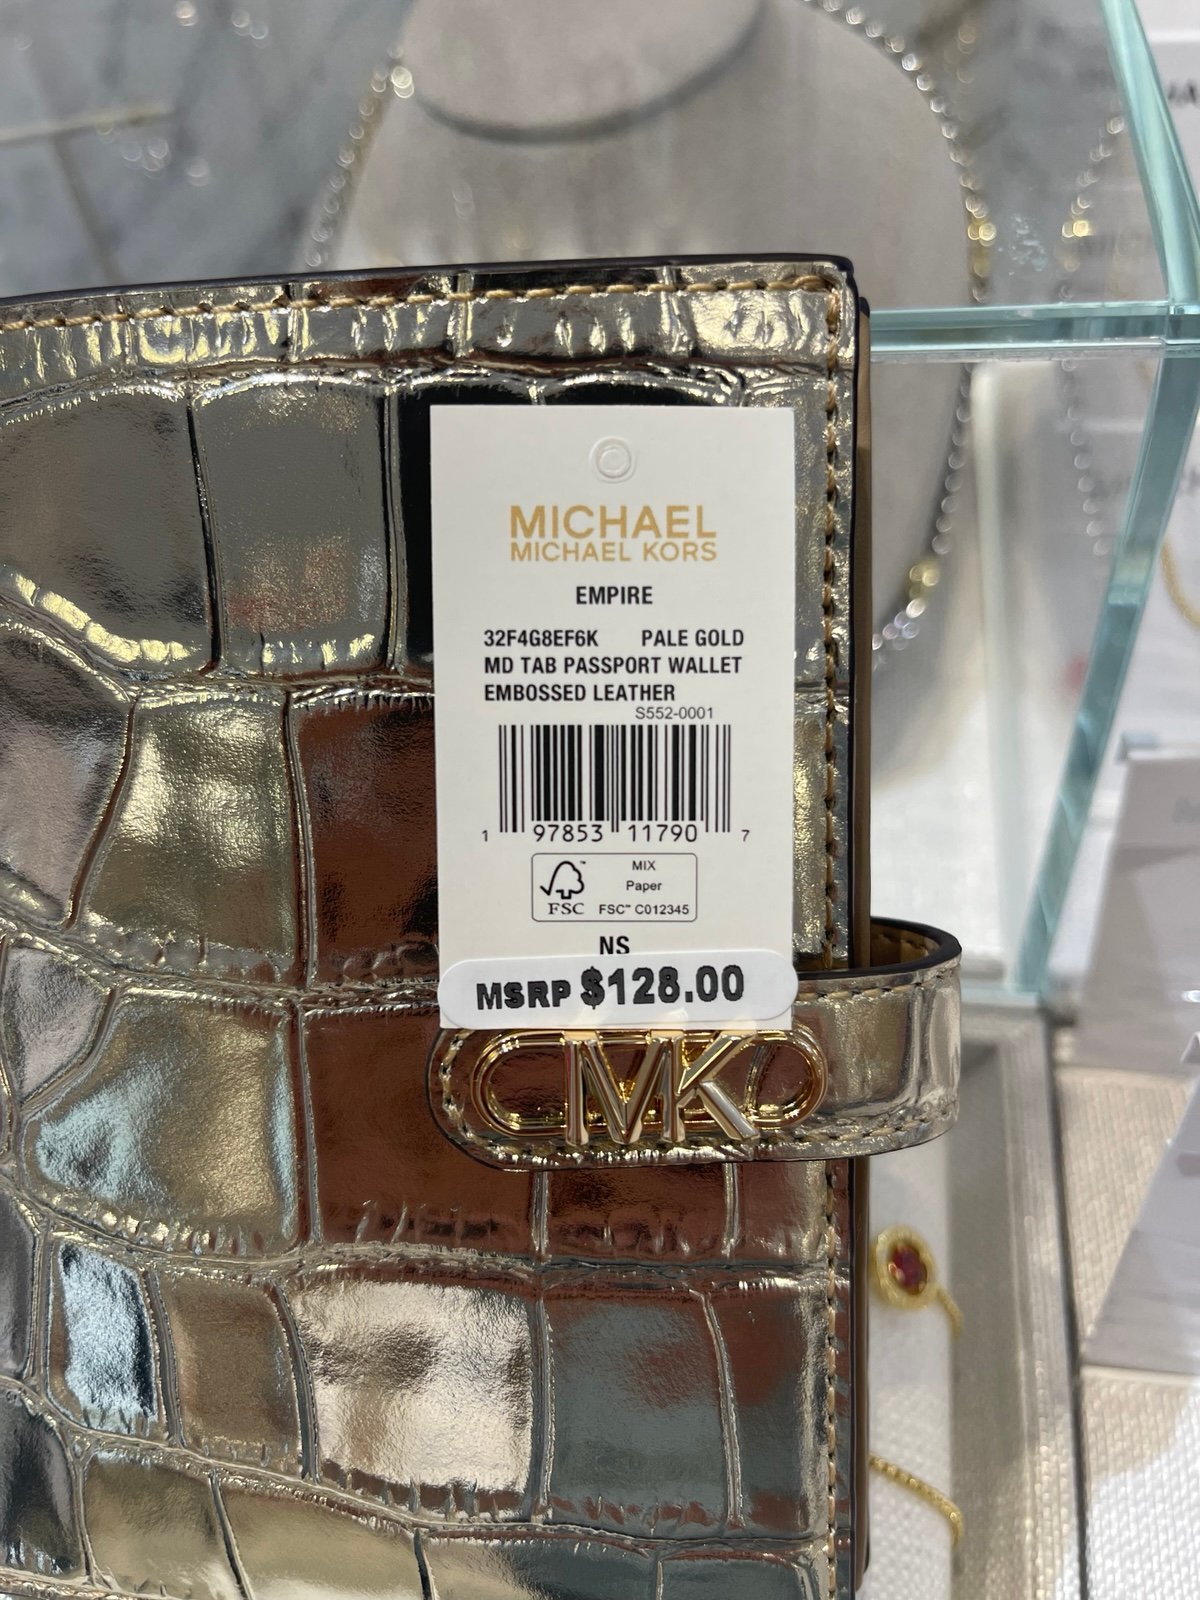 MICHAEL
MICHAEL KORS
EMPIRE
32F4G8EF6K PALE GOLD
MD TAB PASSPORT WALLET
EMBOSSED LEATHER
S552-0001
1 97853 11790 7
MIX
Paper
FSC FSC™ C012345
NS
MSRP $128.00
MK